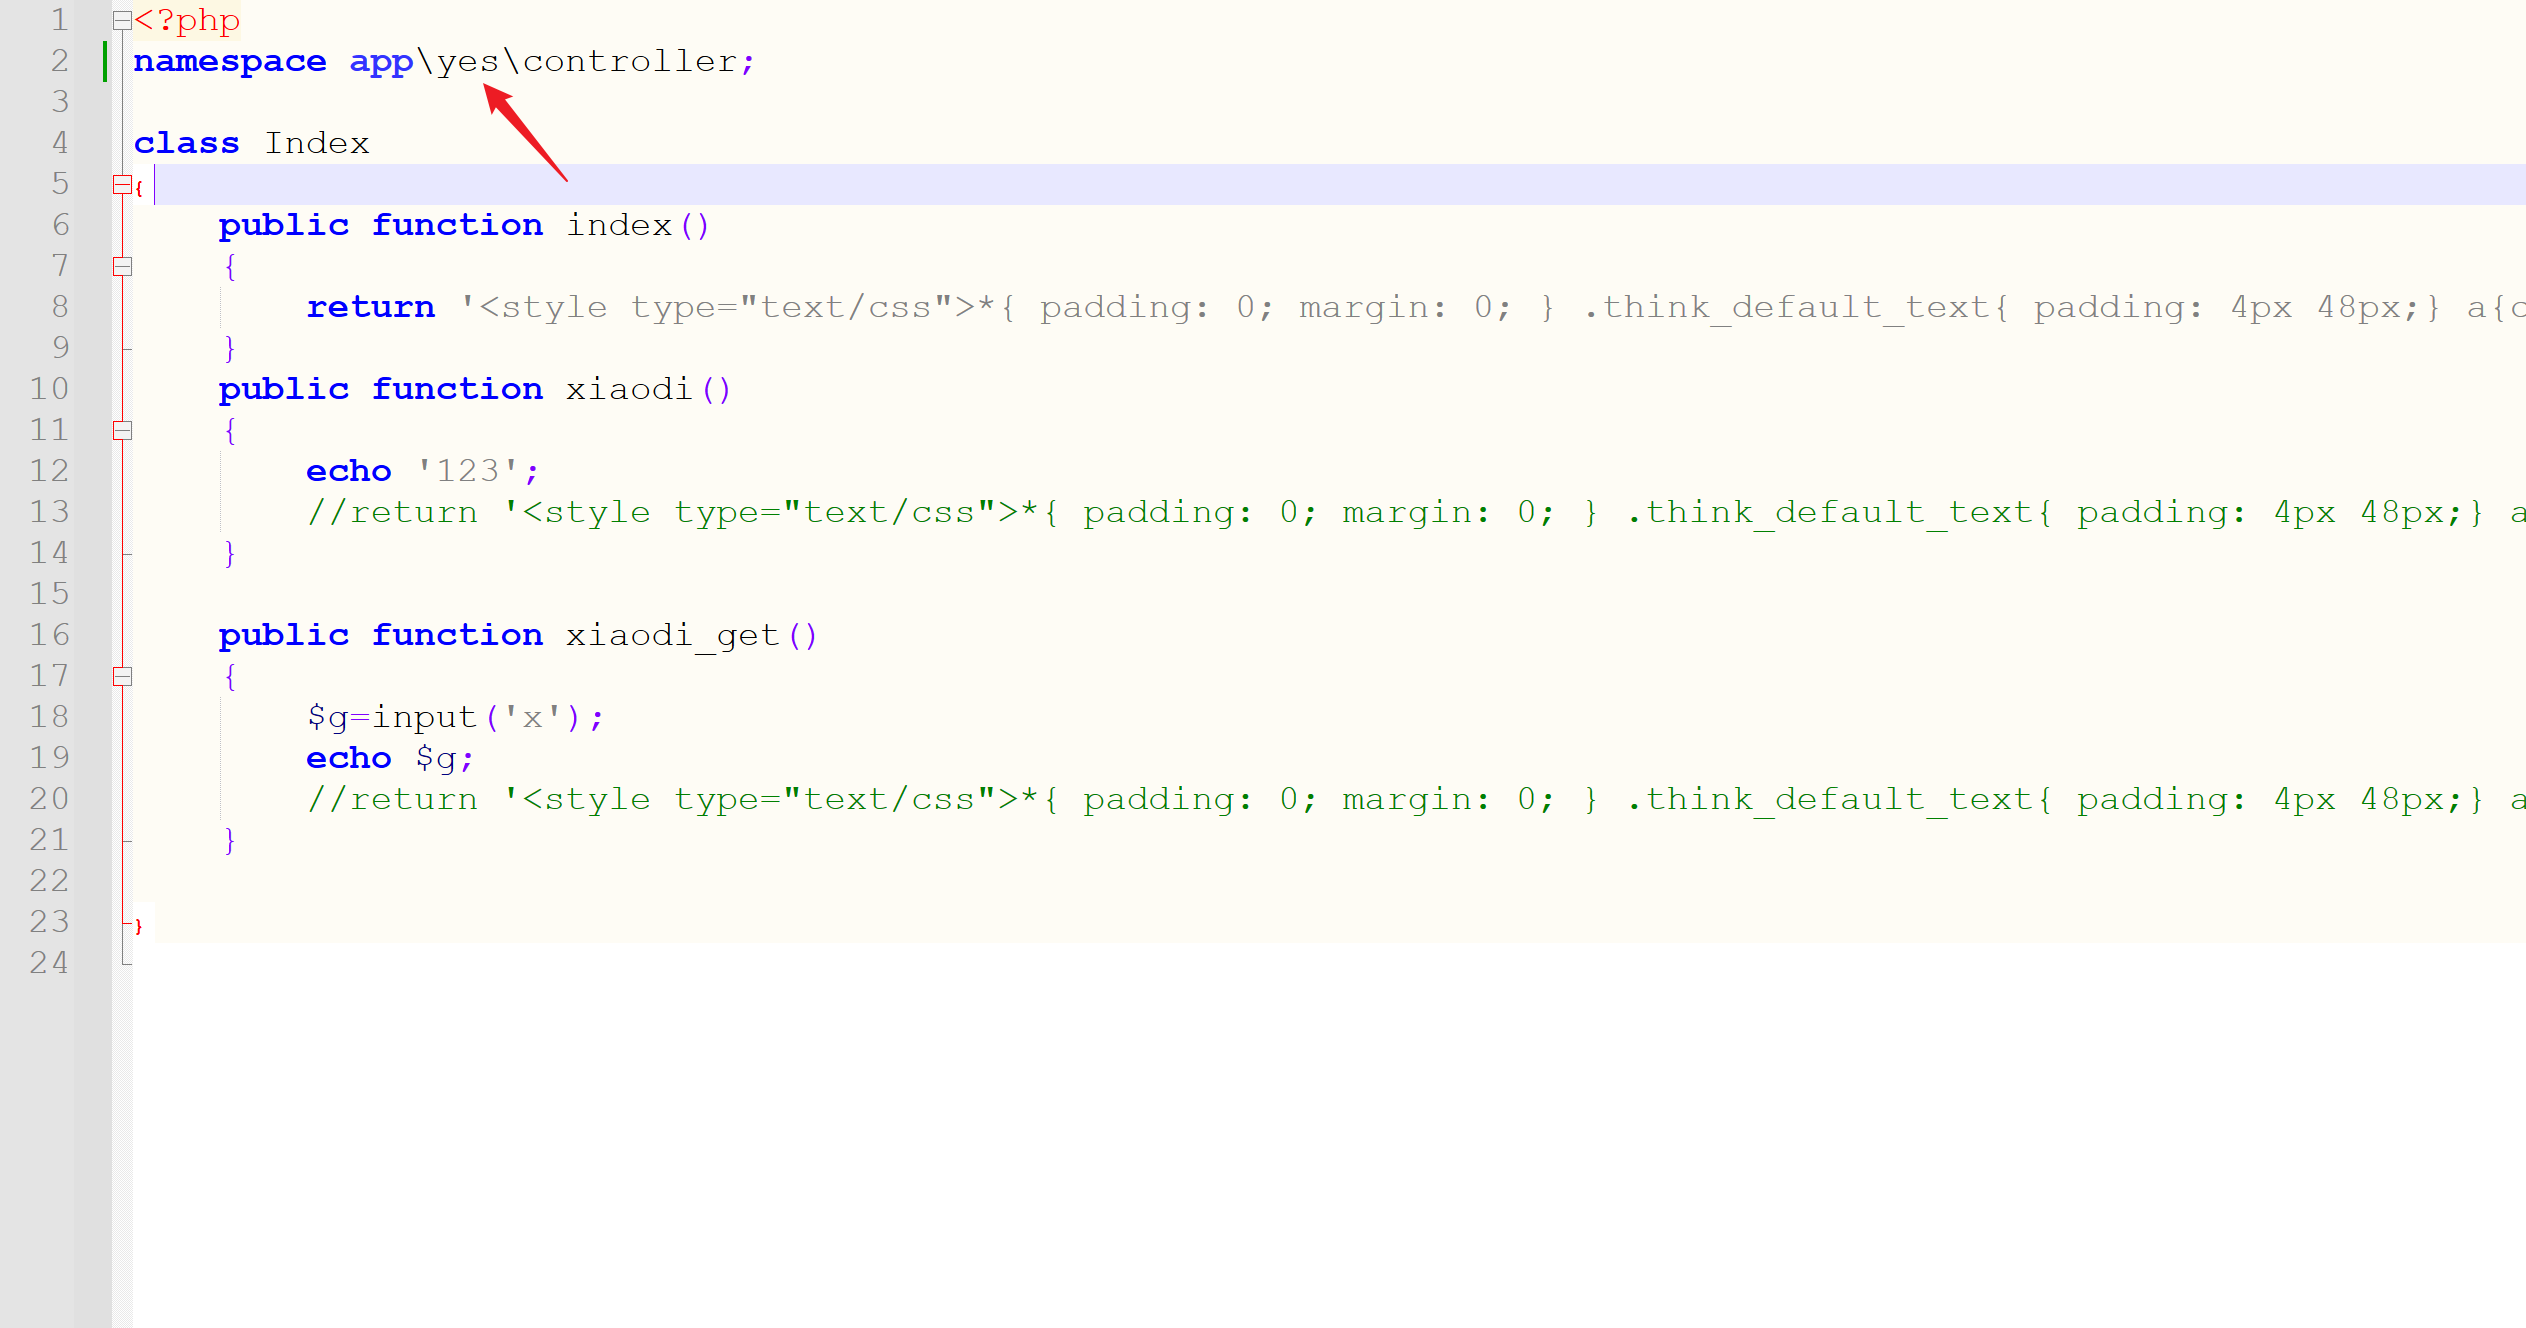 1 <?php
2 namespace app\yes\controller;
3
4 class Index
5 {
6 public function index()
7 {
8 return '<style type="text/css">*{ padding: 0; margin: 0; } .think_default_text{ padding: 4px 48px;} a{c
9 }
10 public function xiaodi()
11 {
12 echo '123';
13 //return '<style type="text/css">*{ padding: 0; margin: 0; } .think_default_text{ padding: 4px 48px;} a
14 }
15
16 public function xiaodi_get()
17 {
18 $g=input('x');
19 echo $g;
20 //return '<style type="text/css">*{ padding: 0; margin: 0; } .think_default_text{ padding: 4px 48px;} a
21 }
22
23 }
24